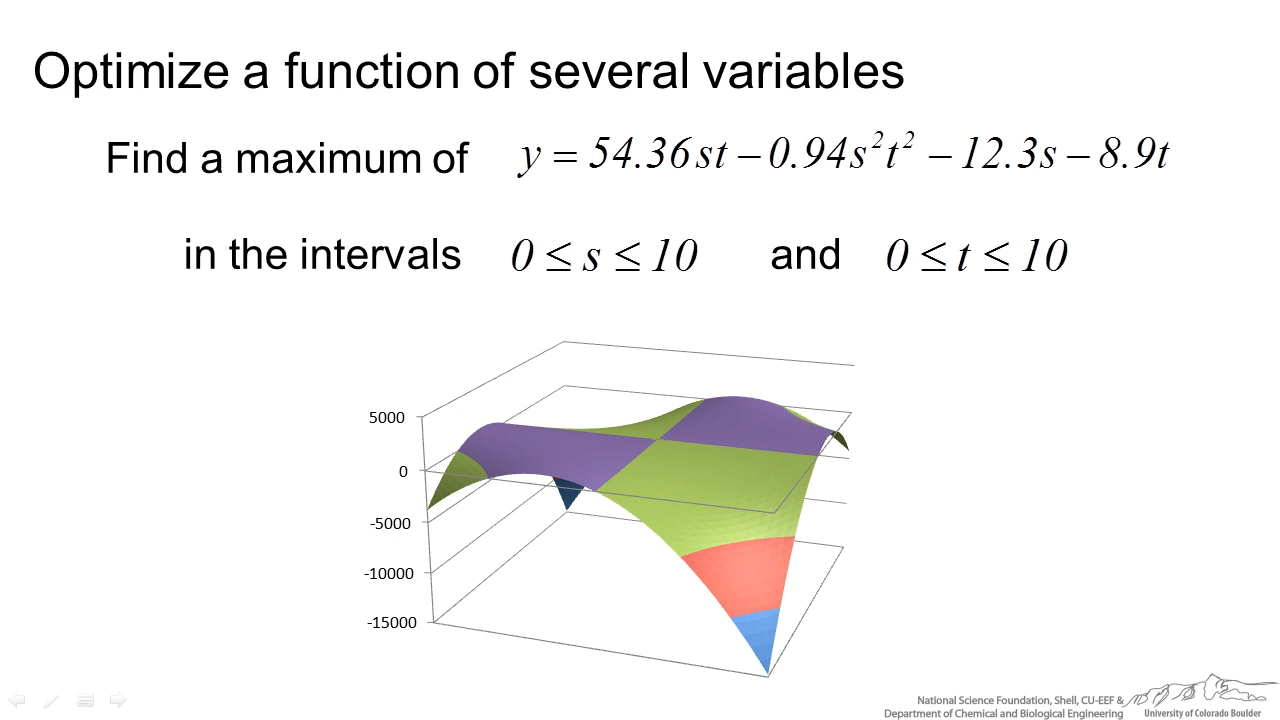 Optimize a function of several variables
Find a maximum of y = 54.36st − 0.94s²t² − 12.3s − 8.9t
in the intervals 0 ≤ s ≤ 10 and 0 ≤ t ≤ 10
5000
0
-5000
-10000
-15000
National Science Foundation, Shell, CU-EEF &
Department of Chemical and Biological Engineering
University of Colorado Boulder